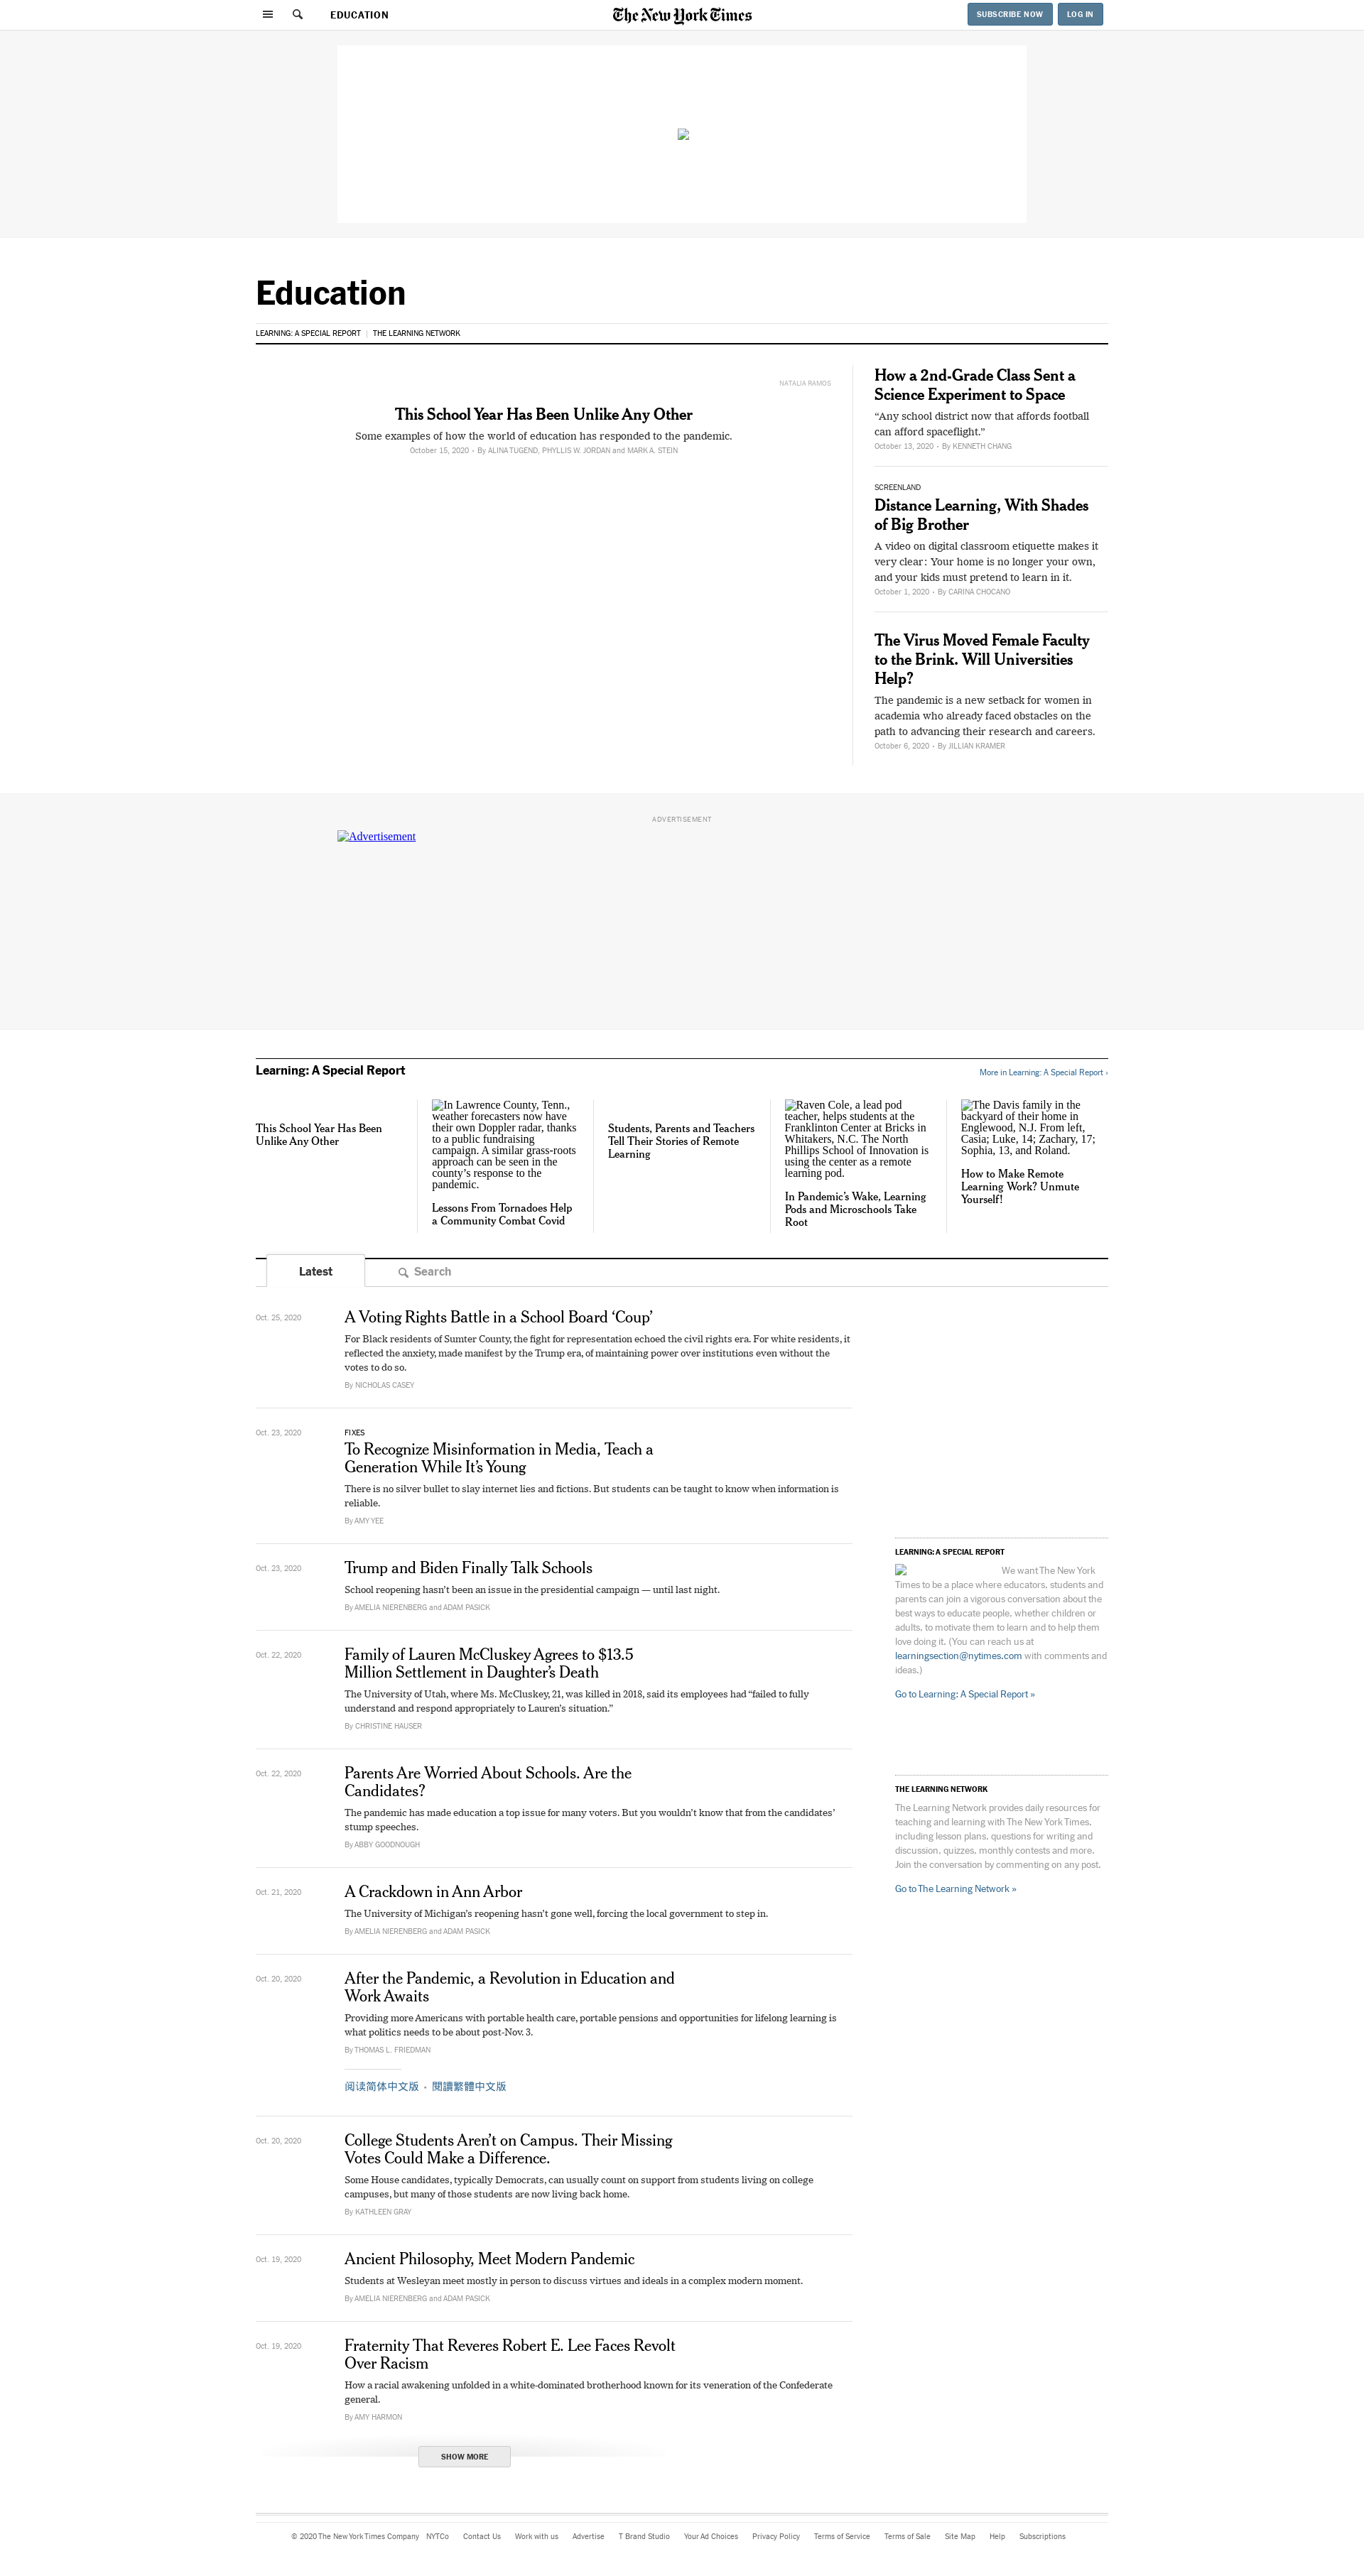 EDUCATION
The New York Times
SUBSCRIBE NOW
LOG IN
Education
LEARNING: A SPECIAL REPORT | THE LEARNING NETWORK
NATALIA RAMOS
This School Year Has Been Unlike Any Other
Some examples of how the world of education has responded to the pandemic.
October 15, 2020 • By ALINA TUGEND, PHYLLIS W. JORDAN and MARK A. STEIN
How a 2nd-Grade Class Sent a
Science Experiment to Space
“Any school district now that affords football
can afford spaceflight.”
October 13, 2020 • By KENNETH CHANG
SCREENLAND
Distance Learning, With Shades
of Big Brother
A video on digital classroom etiquette makes it
very clear: Your home is no longer your own,
and your kids must pretend to learn in it.
October 1, 2020 • By CARINA CHOCANO
The Virus Moved Female Faculty
to the Brink. Will Universities
Help?
The pandemic is a new setback for women in
academia who already faced obstacles on the
path to advancing their research and careers.
October 6, 2020 • By JILLIAN KRAMER
ADVERTISEMENT
Advertisement
Learning: A Special Report
More in Learning: A Special Report ›
This School Year Has Been
Unlike Any Other
In Lawrence County, Tenn.,
weather forecasters now have
their own Doppler radar, thanks
to a public fundraising
campaign. A similar grass-roots
approach can be seen in the
county’s response to the
pandemic.
Lessons From Tornadoes Help
a Community Combat Covid
Students, Parents and Teachers
Tell Their Stories of Remote
Learning
Raven Cole, a lead pod
teacher, helps students at the
Franklinton Center at Bricks in
Whitakers, N.C. The North
Phillips School of Innovation is
using the center as a remote
learning pod.
In Pandemic’s Wake, Learning
Pods and Microschools Take
Root
The Davis family in the
backyard of their home in
Englewood, N.J. From left,
Casia; Luke, 14; Zachary, 17;
Sophia, 13, and Roland.
How to Make Remote
Learning Work? Unmute
Yourself!
Latest
Search
Oct. 25, 2020
A Voting Rights Battle in a School Board ‘Coup’
For Black residents of Sumter County, the fight for representation echoed the civil rights era. For white residents, it
reflected the anxiety, made manifest by the Trump era, of maintaining power over institutions even without the
votes to do so.
By NICHOLAS CASEY
Oct. 23, 2020
FIXES
To Recognize Misinformation in Media, Teach a
Generation While It’s Young
There is no silver bullet to slay internet lies and fictions. But students can be taught to know when information is
reliable.
By AMY YEE
Oct. 23, 2020
Trump and Biden Finally Talk Schools
School reopening hasn’t been an issue in the presidential campaign — until last night.
By AMELIA NIERENBERG and ADAM PASICK
Oct. 22, 2020
Family of Lauren McCluskey Agrees to $13.5
Million Settlement in Daughter’s Death
The University of Utah, where Ms. McCluskey, 21, was killed in 2018, said its employees had “failed to fully
understand and respond appropriately to Lauren’s situation.”
By CHRISTINE HAUSER
Oct. 22, 2020
Parents Are Worried About Schools. Are the
Candidates?
The pandemic has made education a top issue for many voters. But you wouldn’t know that from the candidates’
stump speeches.
By ABBY GOODNOUGH
Oct. 21, 2020
A Crackdown in Ann Arbor
The University of Michigan’s reopening hasn’t gone well, forcing the local government to step in.
By AMELIA NIERENBERG and ADAM PASICK
Oct. 20, 2020
After the Pandemic, a Revolution in Education and
Work Awaits
Providing more Americans with portable health care, portable pensions and opportunities for lifelong learning is
what politics needs to be about post-Nov. 3.
By THOMAS L. FRIEDMAN
阅读简体中文版 • 閱讀繁體中文版
Oct. 20, 2020
College Students Aren’t on Campus. Their Missing
Votes Could Make a Difference.
Some House candidates, typically Democrats, can usually count on support from students living on college
campuses, but many of those students are now living back home.
By KATHLEEN GRAY
Oct. 19, 2020
Ancient Philosophy, Meet Modern Pandemic
Students at Wesleyan meet mostly in person to discuss virtues and ideals in a complex modern moment.
By AMELIA NIERENBERG and ADAM PASICK
Oct. 19, 2020
Fraternity That Reveres Robert E. Lee Faces Revolt
Over Racism
How a racial awakening unfolded in a white-dominated brotherhood known for its veneration of the Confederate
general.
By AMY HARMON
SHOW MORE
LEARNING: A SPECIAL REPORT
We want The New York
Times to be a place where educators, students and
parents can join a vigorous conversation about the
best ways to educate people, whether children or
adults, to motivate them to learn and to help them
love doing it. (You can reach us at
learningsection@nytimes.com with comments and
ideas.)
Go to Learning: A Special Report »
THE LEARNING NETWORK
The Learning Network provides daily resources for
teaching and learning with The New York Times,
including lesson plans, questions for writing and
discussion, quizzes, monthly contests and more.
Join the conversation by commenting on any post.
Go to The Learning Network »
© 2020 The New York Times Company NYTCo Contact Us Work with us Advertise T Brand Studio Your Ad Choices Privacy Policy Terms of Service Terms of Sale Site Map Help Subscriptions